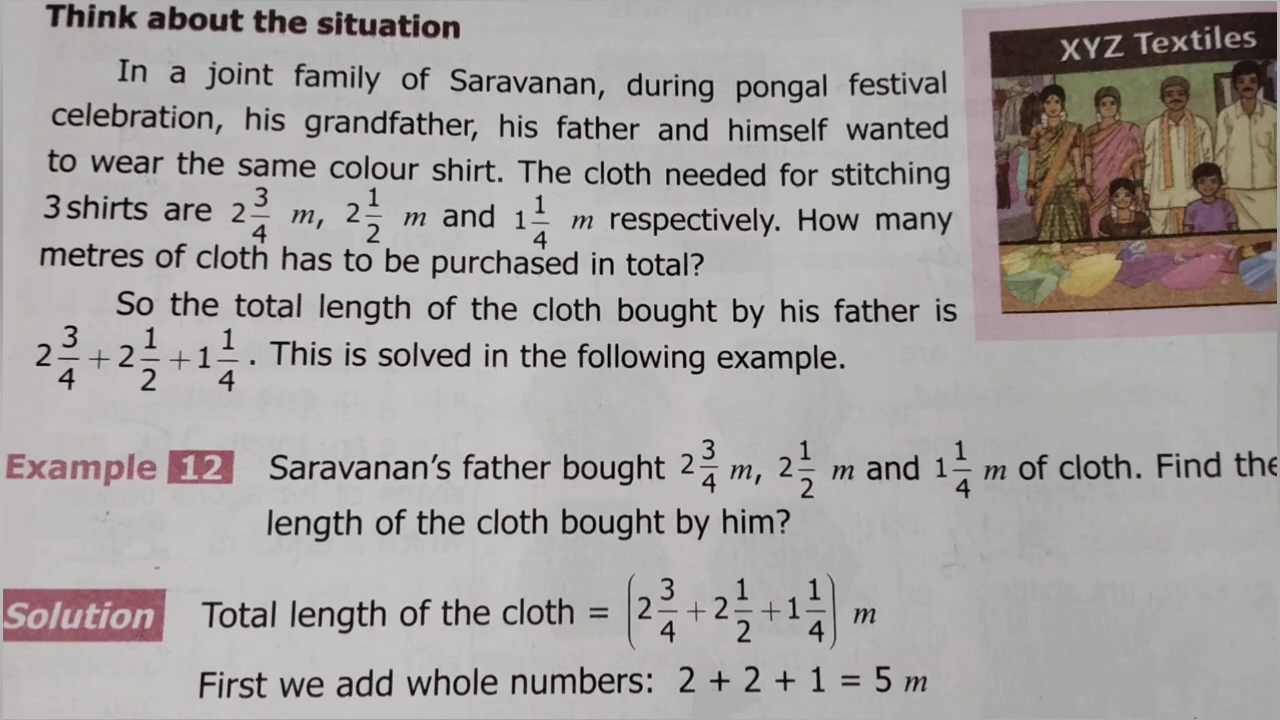 Think about the situation
XYZ Textiles
In a joint family of Saravanan, during pongal festival
celebration, his grandfather, his father and himself wanted
to wear the same colour shirt. The cloth needed for stitching
3 shirts are 2 3/4 m, 2 1/2 m and 1 1/4 m respectively. How many
metres of cloth has to be purchased in total?
So the total length of the cloth bought by his father is
2 3/4 + 2 1/2 + 1 1/4 . This is solved in the following example.
Example 12 Saravanan's father bought 2 3/4 m, 2 1/2 m and 1 1/4 m of cloth. Find the
length of the cloth bought by him?
Solution Total length of the cloth = (2 3/4 + 2 1/2 + 1 1/4) m
First we add whole numbers: 2 + 2 + 1 = 5 m